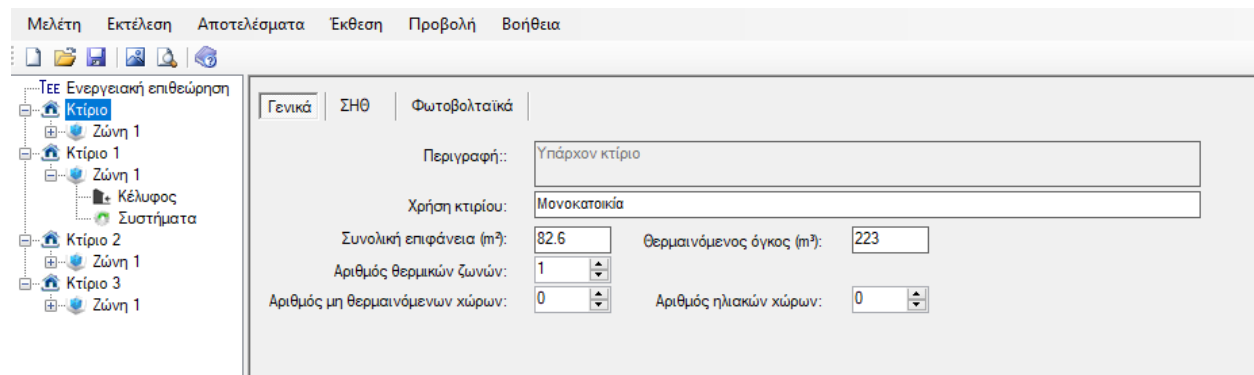 Μελέτη Εκτέλεση Αποτελέσματα Έκθεση Προβολή Βοήθεια
TEE Ενεργειακή επιθεώρηση
Κτίριο
Ζώνη 1
Κτίριο 1
Ζώνη 1
Κέλυφος
Συστήματα
Κτίριο 2
Ζώνη 1
Κτίριο 3
Ζώνη 1
Γενικά ΣΗΘ Φωτοβολταϊκά
Περιγραφή:: Υπάρχον κτίριο
Χρήση κτιρίου: Μονοκατοικία
Συνολική επιφάνεια (m²): 82.6 Θερμαινόμενος όγκος (m³): 223
Αριθμός θερμικών ζωνών: 1
Αριθμός μη θερμαινόμενων χώρων: 0 Αριθμός ηλιακών χώρων: 0